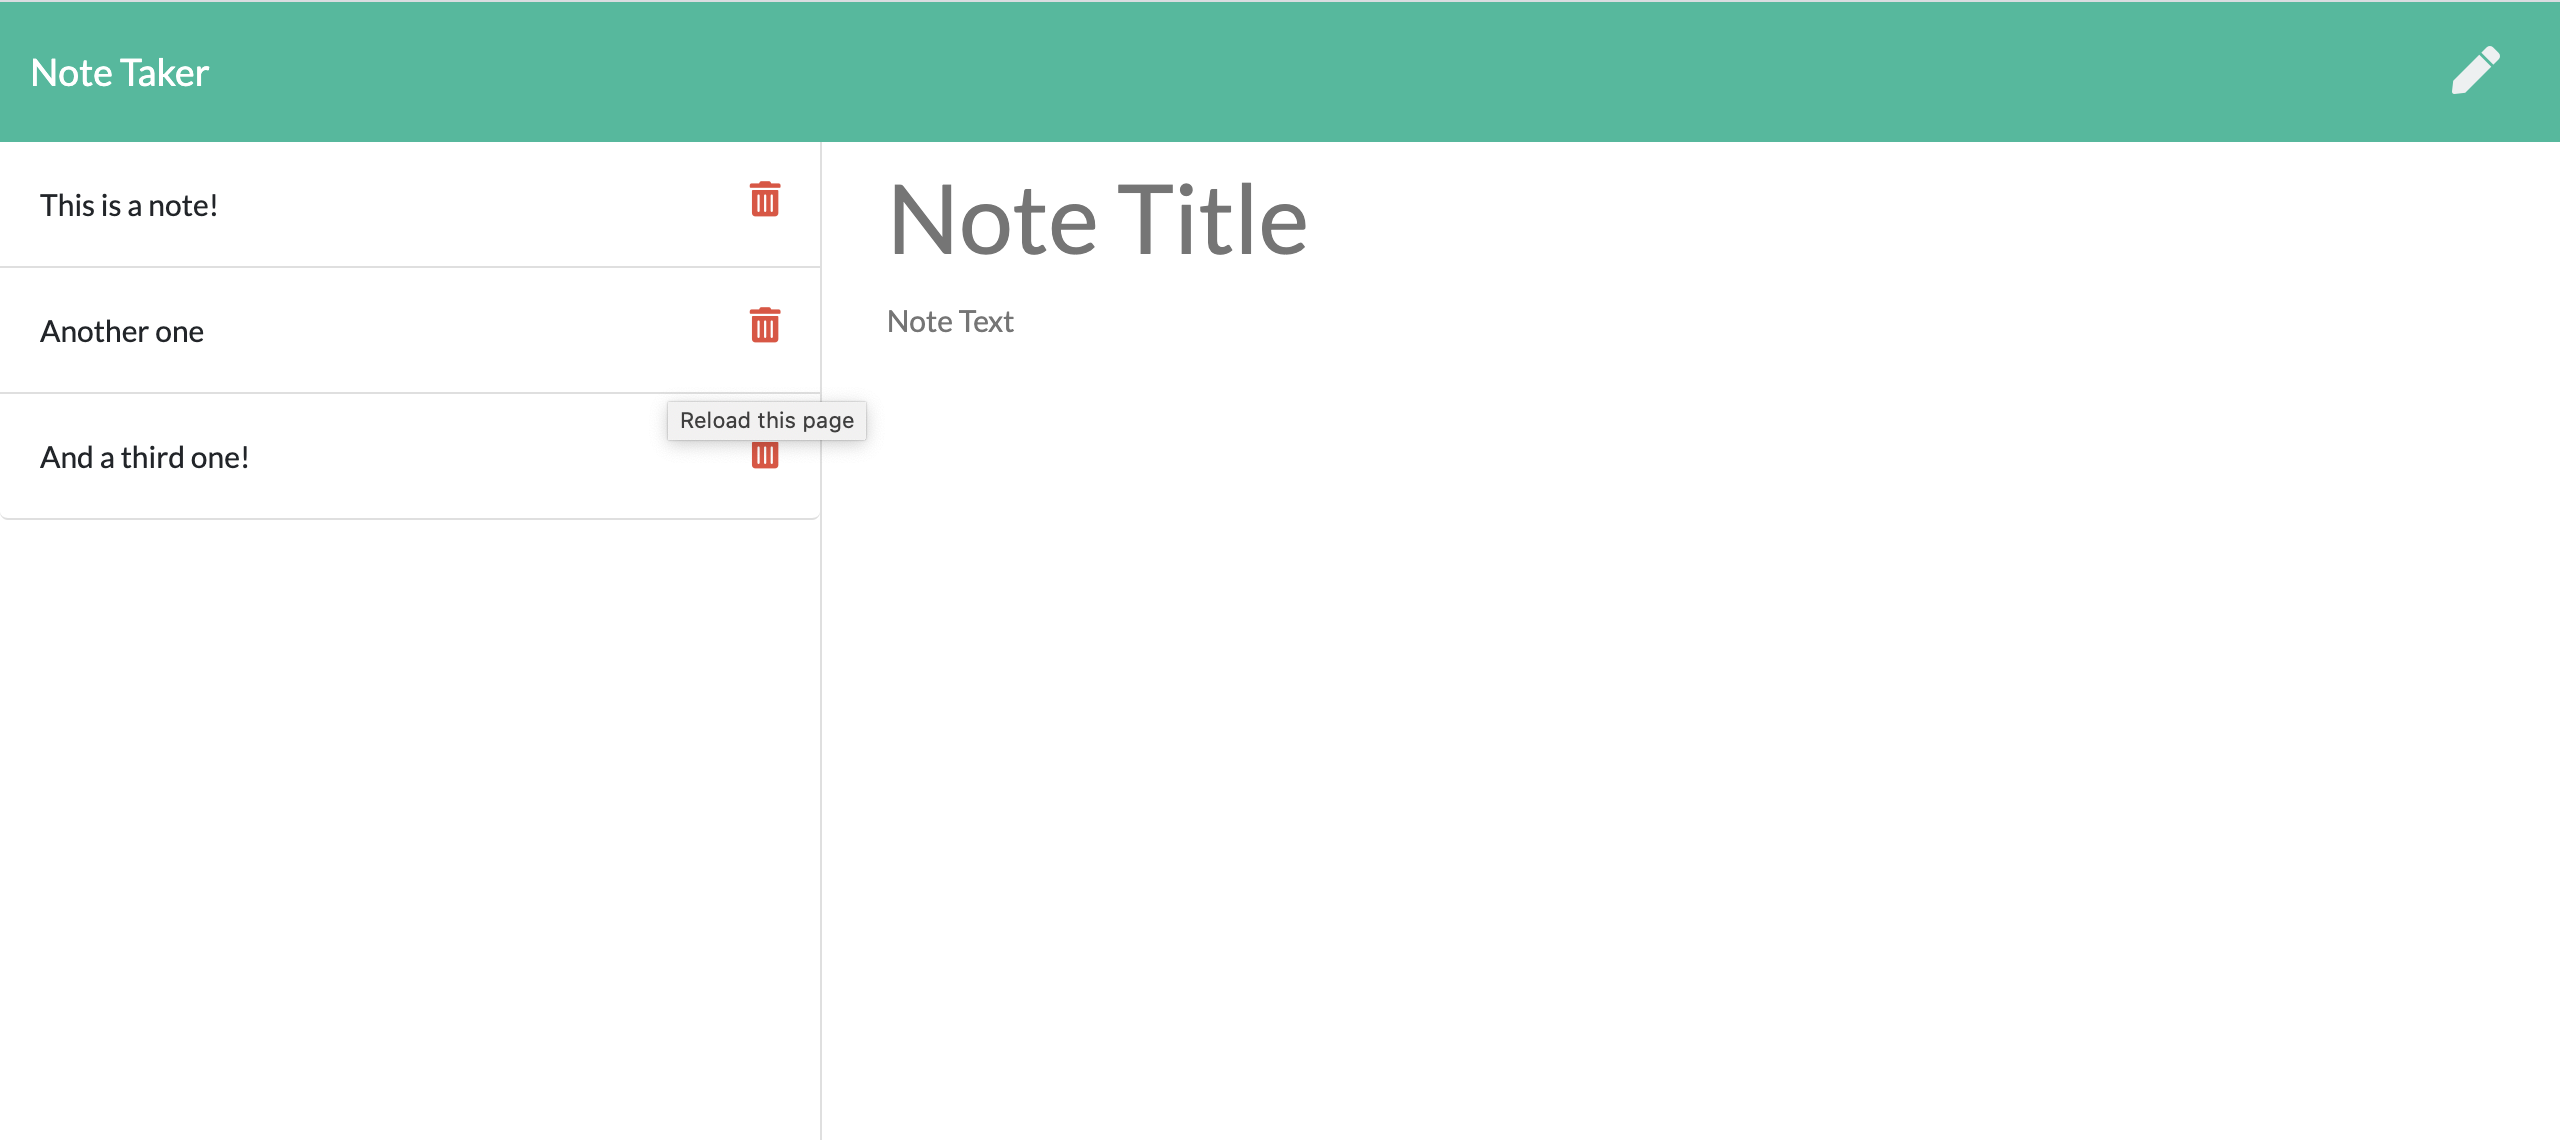 Note Taker
This is a note!
Another one
Reload this page
And a third one!
Note Title
Note Text